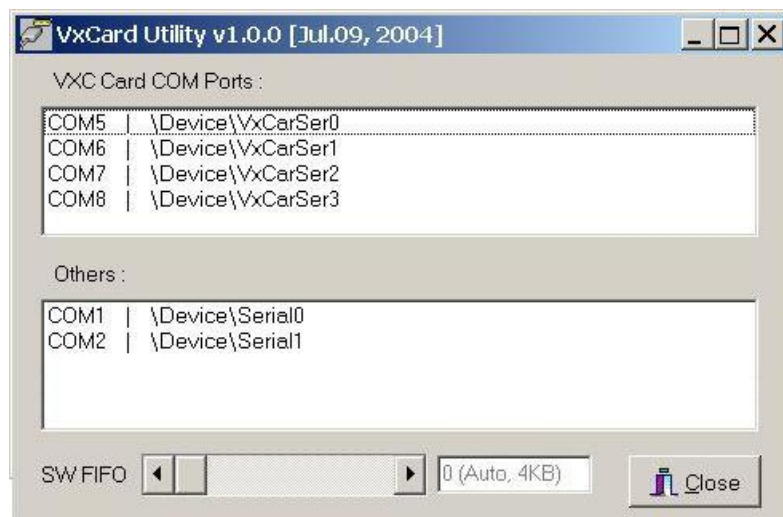 VxCard Utility v1.0.0 [Jul.09, 2004]
VXC Card COM Ports :
COM5 | \Device\VxCarSer0
COM6 | \Device\VxCarSer1
COM7 | \Device\VxCarSer2
COM8 | \Device\VxCarSer3
Others :
COM1 | \Device\Serial0
COM2 | \Device\Serial1
SW FIFO 0 (Auto, 4KB) Close